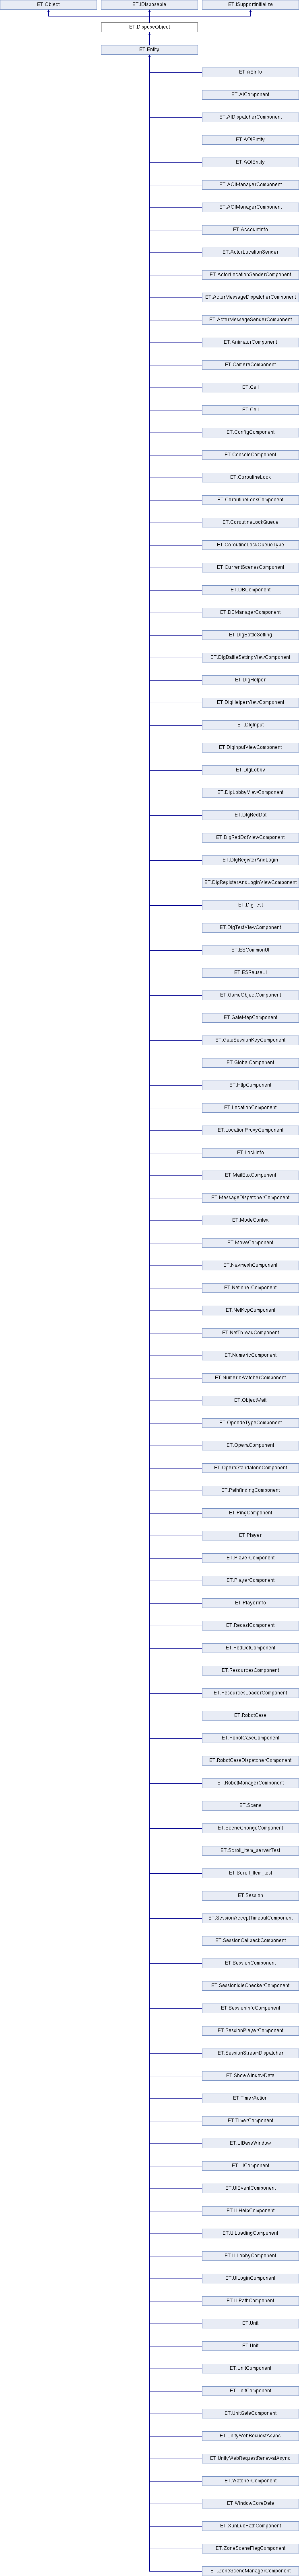 ET.Object
ET.IDisposable
ET.ISupportInitialize
ET.DisposeObject
ET.Entity
ET.ABInfo
ET.AIComponent
ET.AIDispatcherComponent
ET.AOIEntity
ET.AOIEntity
ET.AOIManagerComponent
ET.AOIManagerComponent
ET.AccountInfo
ET.ActorLocationSender
ET.ActorLocationSenderComponent
ET.ActorMessageDispatcherComponent
ET.ActorMessageSenderComponent
ET.AnimatorComponent
ET.CameraComponent
ET.Cell
ET.Cell
ET.ConfigComponent
ET.ConsoleComponent
ET.CoroutineLock
ET.CoroutineLockComponent
ET.CoroutineLockQueue
ET.CoroutineLockQueueType
ET.CurrentScenesComponent
ET.DBComponent
ET.DBManagerComponent
ET.DlgBattleSetting
ET.DlgBattleSettingViewComponent
ET.DlgHelper
ET.DlgHelperViewComponent
ET.DlgInput
ET.DlgInputViewComponent
ET.DlgLobby
ET.DlgLobbyViewComponent
ET.DlgRedDot
ET.DlgRedDotViewComponent
ET.DlgRegisterAndLogin
ET.DlgRegisterAndLoginViewComponent
ET.DlgTest
ET.DlgTestViewComponent
ET.ESCommonUI
ET.ESReuseUI
ET.GameObjectComponent
ET.GateMapComponent
ET.GateSessionKeyComponent
ET.GlobalComponent
ET.HttpComponent
ET.LocationComponent
ET.LocationProxyComponent
ET.LockInfo
ET.MailBoxComponent
ET.MessageDispatcherComponent
ET.ModeContex
ET.MoveComponent
ET.NavmeshComponent
ET.NetInnerComponent
ET.NetKcpComponent
ET.NetThreadComponent
ET.NumericComponent
ET.NumericWatcherComponent
ET.ObjectWait
ET.OpcodeTypeComponent
ET.OperaComponent
ET.OperaStandaloneComponent
ET.PathfindingComponent
ET.PingComponent
ET.Player
ET.PlayerComponent
ET.PlayerComponent
ET.PlayerInfo
ET.RecastComponent
ET.RedDotComponent
ET.ResourcesComponent
ET.ResourcesLoaderComponent
ET.RobotCase
ET.RobotCaseComponent
ET.RobotCaseDispatcherComponent
ET.RobotManagerComponent
ET.Scene
ET.SceneChangeComponent
ET.Scroll_Item_serverTest
ET.Scroll_Item_test
ET.Session
ET.SessionAcceptTimeoutComponent
ET.SessionCallbackComponent
ET.SessionComponent
ET.SessionIdleCheckerComponent
ET.SessionInfoComponent
ET.SessionPlayerComponent
ET.SessionStreamDispatcher
ET.ShowWindowData
ET.TimerAction
ET.TimerComponent
ET.UIBaseWindow
ET.UIComponent
ET.UIEventComponent
ET.UIHelpComponent
ET.UILoadingComponent
ET.UILobbyComponent
ET.UILoginComponent
ET.UIPathComponent
ET.Unit
ET.Unit
ET.UnitComponent
ET.UnitComponent
ET.UnitGateComponent
ET.UnityWebRequestAsync
ET.UnityWebRequestRenewalAsync
ET.WatcherComponent
ET.WindowCoreData
ET.XunLuoPathComponent
ET.ZoneSceneFlagComponent
ET.ZoneSceneManagerComponent